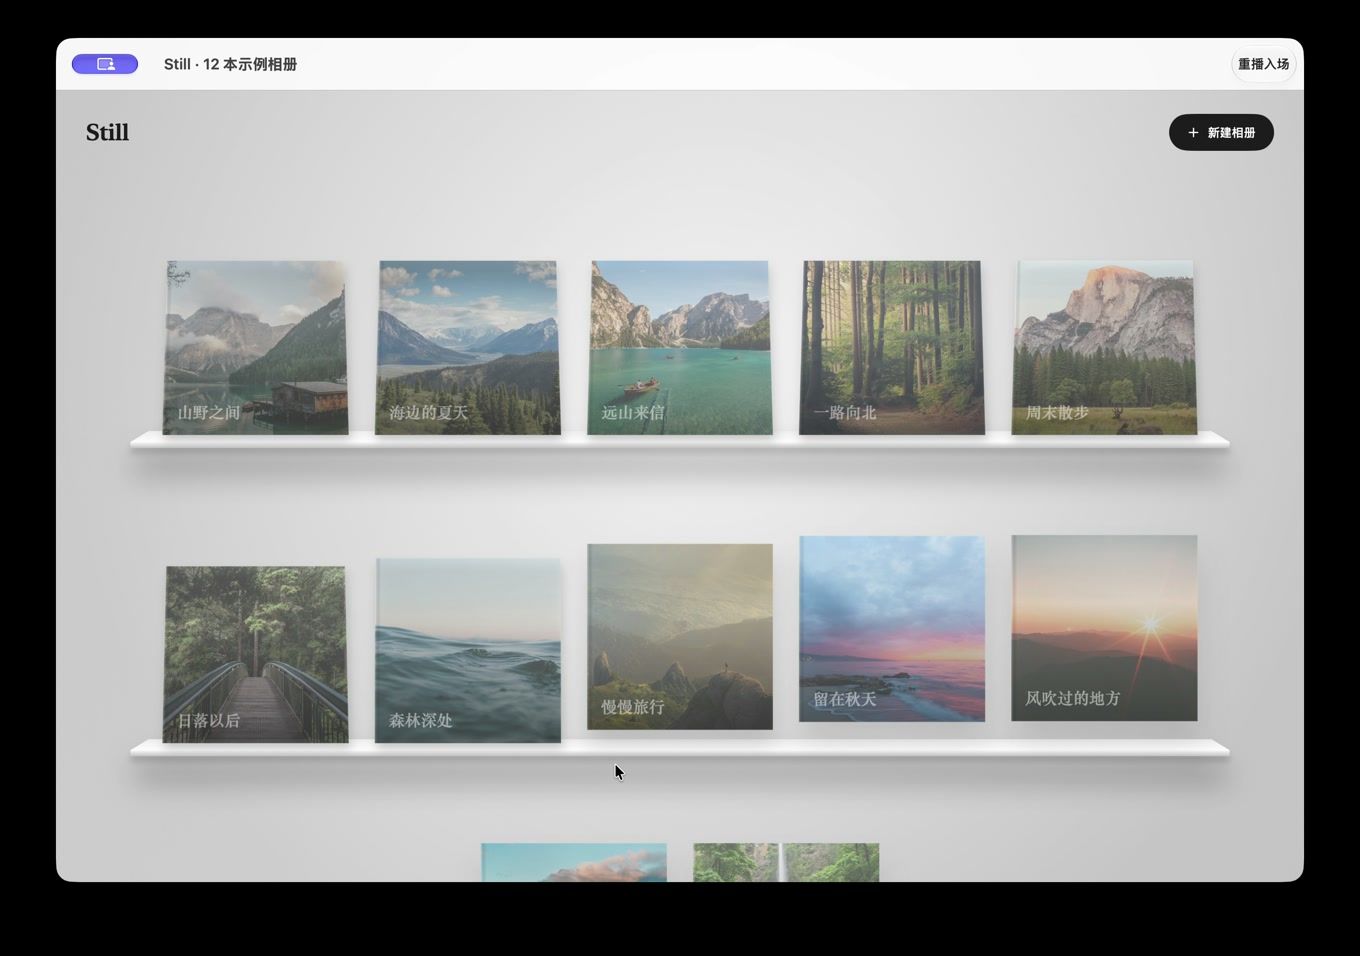 Still · 12 本示例相册
重播入场
Still
+ 新建相册
山野之间
海边的夏天
远山来信
一路向北
周末散步
日落以后
森林深处
慢慢旅行
留在秋天
风吹过的地方